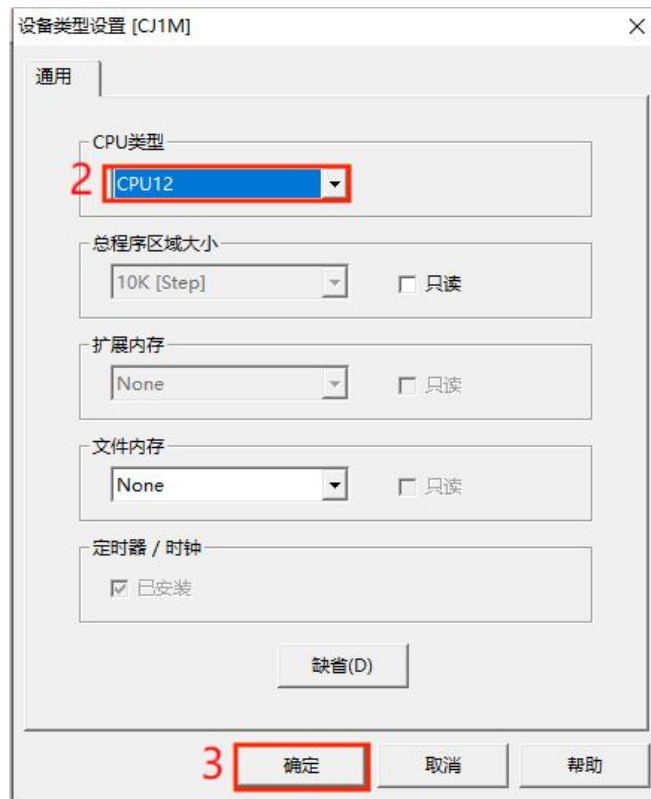 设备类型设置 [CJ1M]
通用
CPU类型
2 CPU12
总程序区域大小
10K [Step] 只读
扩展内存
None 只读
文件内存
None 只读
定时器 / 时钟
已安装
缺省(D)
3 确定 取消 帮助